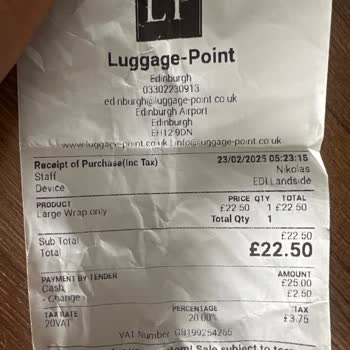 LP
Luggage-Point
Edinburgh
03302230913
edinburgh@luggage-point.co.uk
Edinburgh Airport
Edinburgh
EH12 9DN
www.luggage-point.co.uk | info@luggage-point.co.uk
Receipt of Purchase(Inc Tax) 23/02/2025 05:23:15
Staff Nikolas
Device EDI Landside
PRODUCT PRICE QTY TOTAL
Large Wrap only £22.50 1 £22.50
Total Qty 1
Sub Total £22.50
Total £22.50
PAYMENT BY TENDER AMOUNT
Cash £25.00
- Change £2.50
TAX RATE PERCENTAGE TAX
20VAT 20.00% £3.75
VAT Number GB199254265
Sale subject to